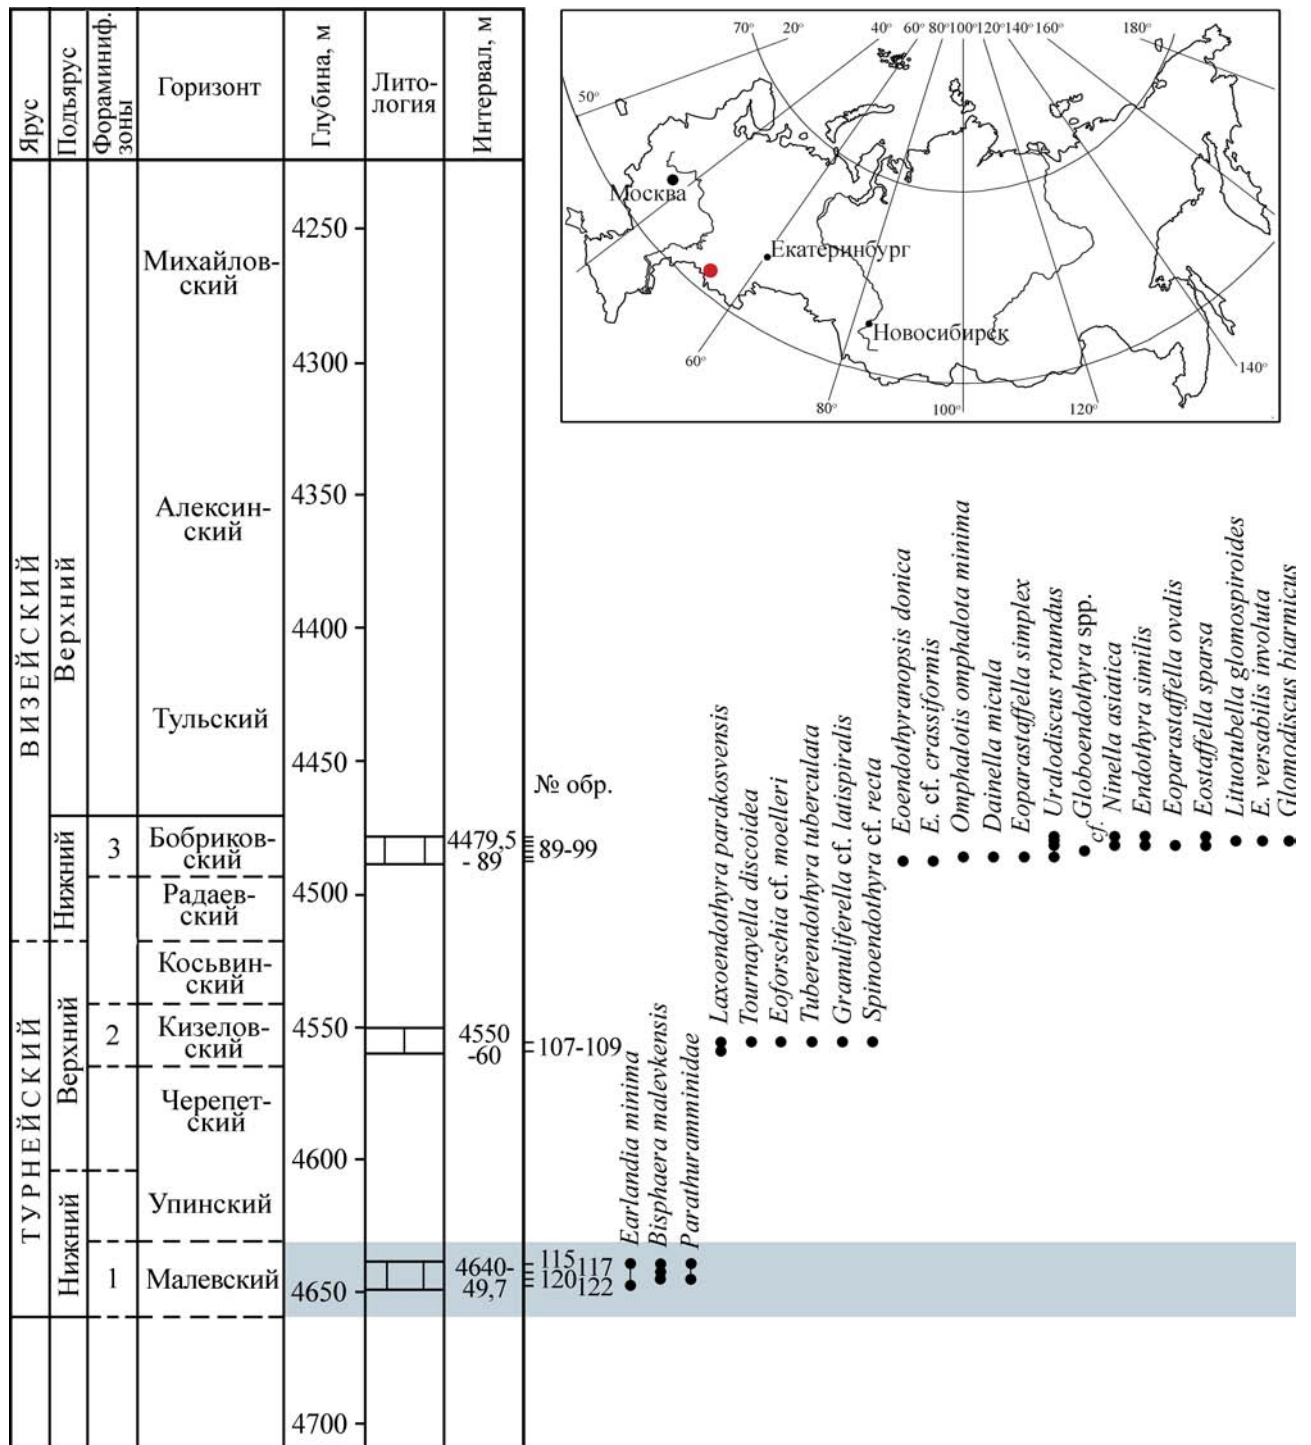 Ярус
Подъярус
Фораминиф.
зоны
Горизонт
Глубина, м
Лито-
логия
Интервал, м
70°
20°
40°
60°
80°
100°
120°
140°
160°
180°
50°
Москва
Екатеринбург
Новосибирск
60°
80°
100°
120°
140°
ВИЗЕЙСКИЙ
ТУРНЕЙСКИЙ
Верхний
Нижний
Верхний
Нижний
3
2
1
Михайлов-
ский
Алексин-
ский
Тульский
Бобриков-
ский
Радаев-
ский
Косьвин-
ский
Кизелов-
ский
Черепет-
ский
Упинский
Малевский
4250
4300
4350
4400
4450
4500
4550
4600
4650
4700
№ обр.
4479,5
- 89
89-99
4550
-60
107-109
4640-
49,7
115
117
120
122
Earlandia minima
Bisphaera malevkensis
Parathuramminidae
Laxoendothyra parakosvensis
Tournayella discoidea
Eoforschia cf. moelleri
Tuberendothyra tuberculata
Granuliferella cf. latispiralis
Spinoendothyra cf. recta
Eoendothyranopsis donica
E. cf. crassiformis
Omphalotis omphalota minima
Dainella micula
Eoparastaffella simplex
Uralodiscus rotundus
Globoendothyra spp.
cf. Ninella asiatica
Endothyra similis
Eoparastaffella ovalis
Eostaffella sparsa
Lituotubella glomospiroides
E. versabilis involuta
Glomodiscus biarmicus